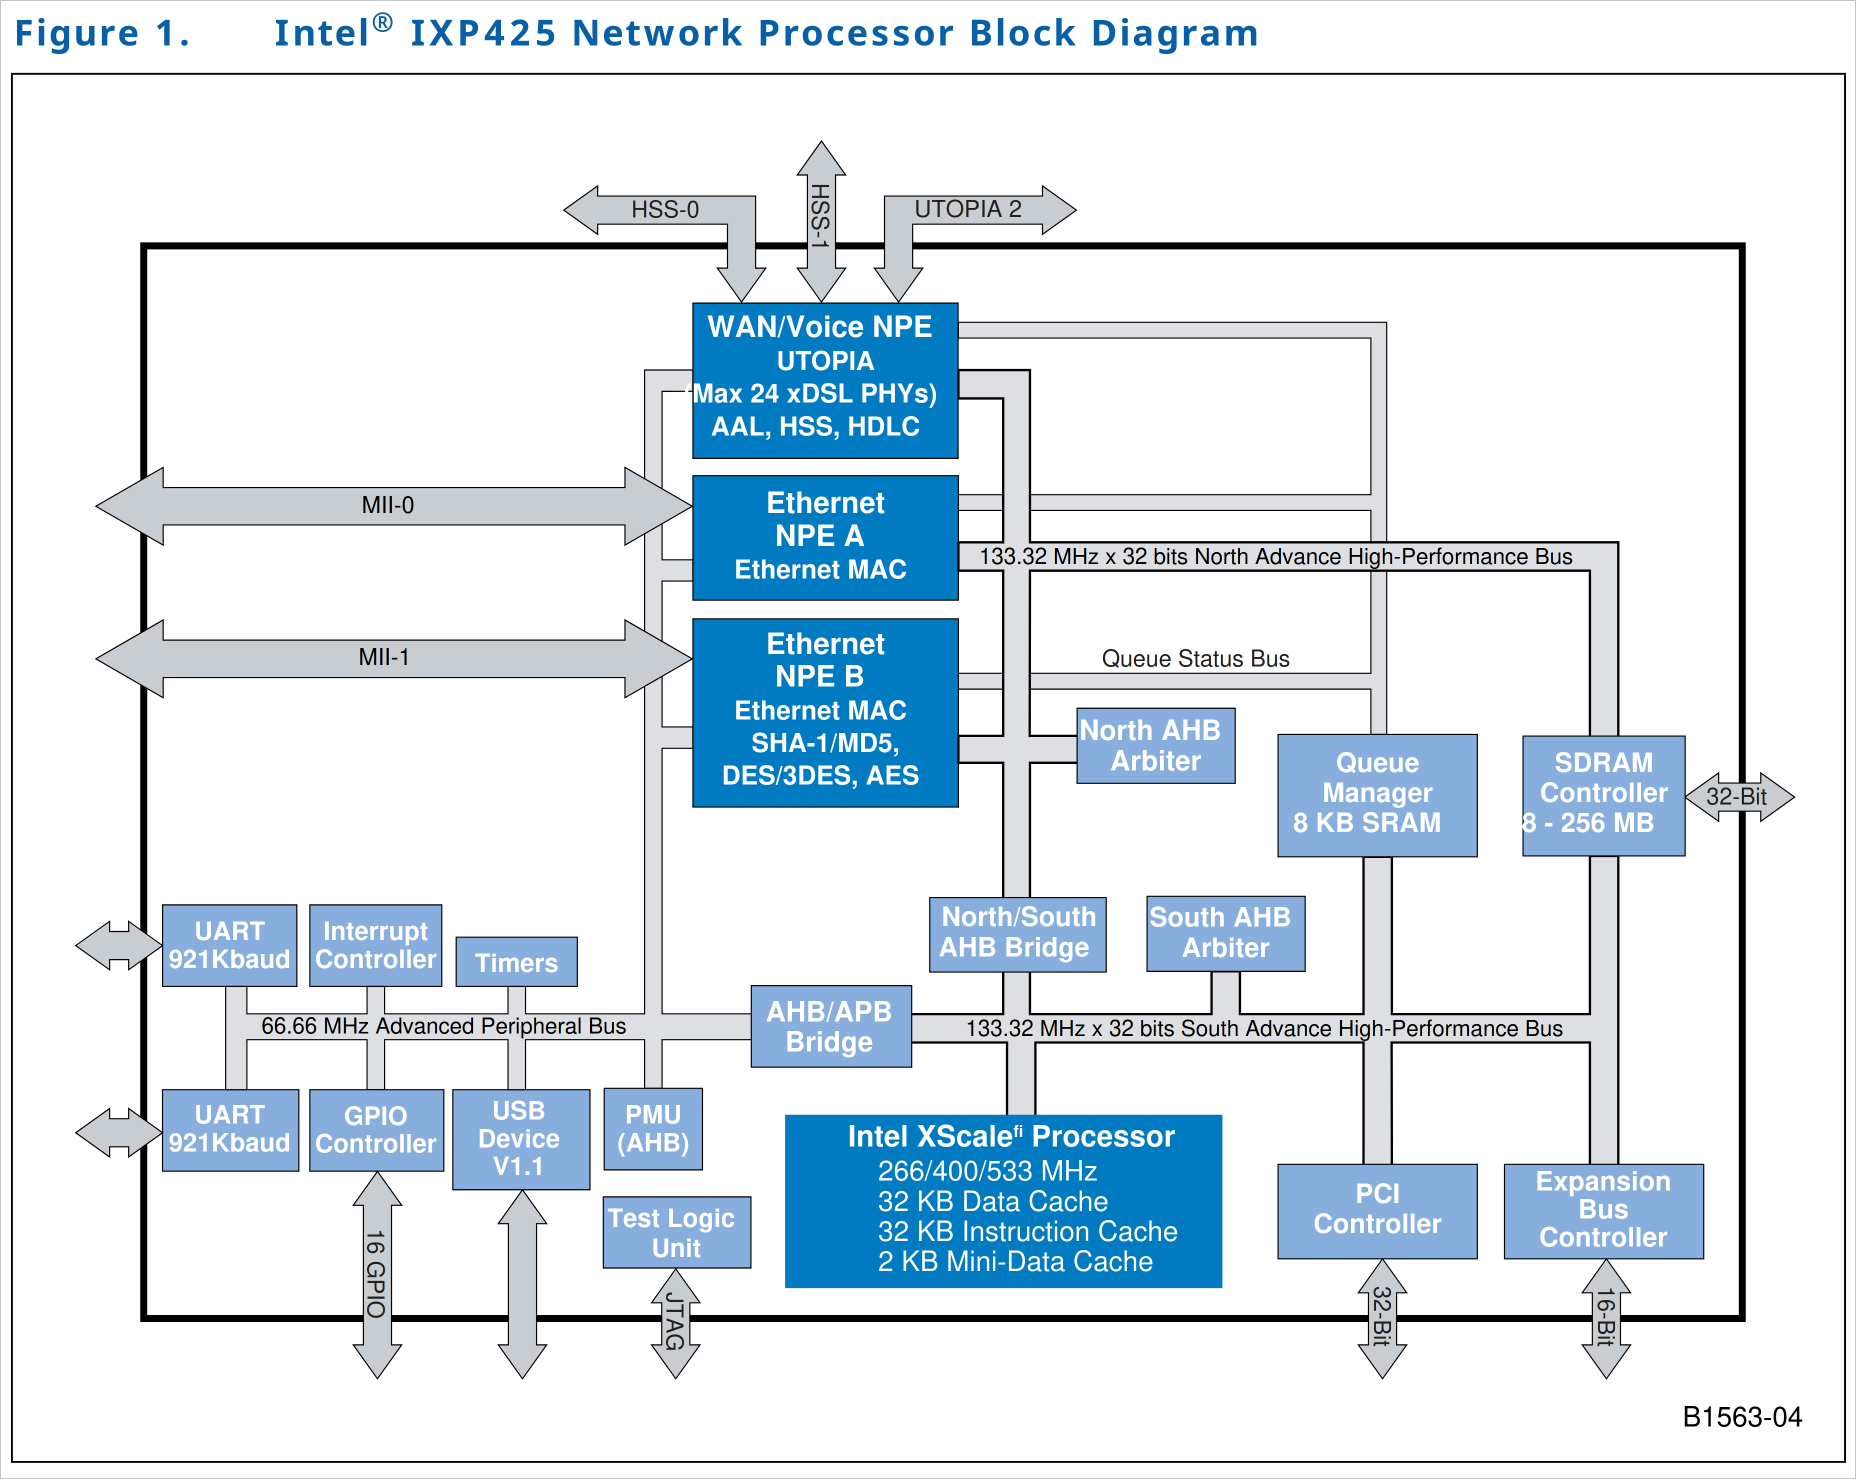 Figure 1. Intel® IXP425 Network Processor Block Diagram
HSS-0
HSS-1
UTOPIA 2
WAN/Voice NPE
UTOPIA
(Max 24 xDSL PHYs)
AAL, HSS, HDLC
MII-0
Ethernet
NPE A
Ethernet MAC
133.32 MHz x 32 bits North Advance High-Performance Bus
MII-1
Ethernet
NPE B
Ethernet MAC
SHA-1/MD5,
DES/3DES, AES
Queue Status Bus
North AHB
Arbiter
Queue
Manager
8 KB SRAM
SDRAM
Controller
8 - 256 MB
32-Bit
UART
921Kbaud
Interrupt
Controller
Timers
North/South
AHB Bridge
South AHB
Arbiter
66.66 MHz Advanced Peripheral Bus
AHB/APB
Bridge
133.32 MHz x 32 bits South Advance High-Performance Bus
UART
921Kbaud
GPIO
Controller
USB
Device
V1.1
PMU
(AHB)
Test Logic
Unit
Intel XScalefi Processor
266/400/533 MHz
32 KB Data Cache
32 KB Instruction Cache
2 KB Mini-Data Cache
PCI
Controller
Expansion
Bus
Controller
16 GPIO
JTAG
32-Bit
16-Bit
B1563-04